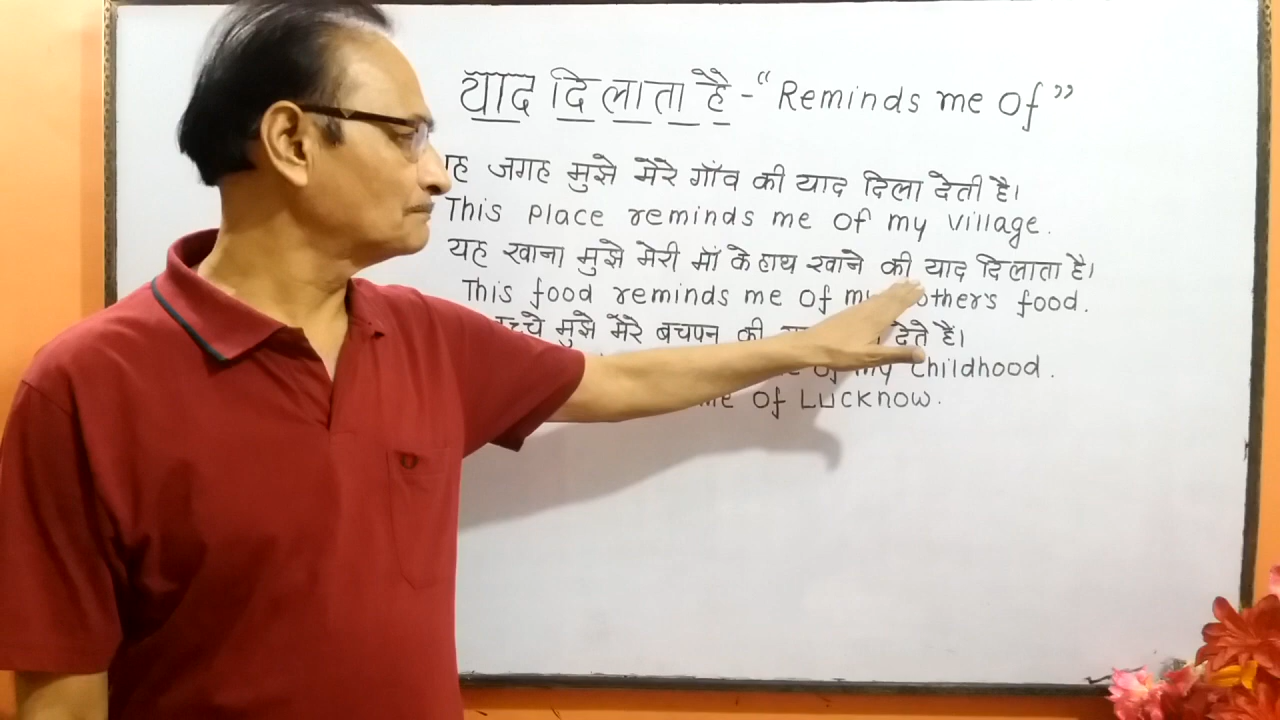 याद दिलाता है - “Reminds me of”
जगह मुझे मेरे गाँव की याद दिला देती है।
This place reminds me of my village.
यह खाना मुझे मेरी माँ के हाथ खाने की याद दिलाता है।
This food reminds me of my food.
मुझे मेरे बचपन की देते हैं।
of my childhood.
me of Lucknow.